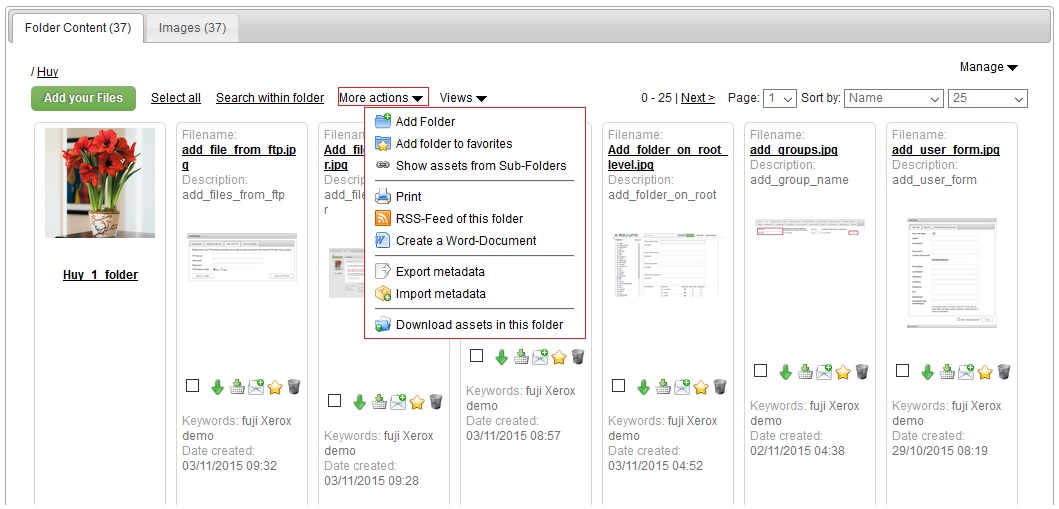 Folder Content (37)
Images (37)
/ Huy
Manage
Add your Files
Select all
Search within folder
More actions
Views
0 - 25 | Next >
Page: 1
Sort by: Name
25
Huy_1_folder
Filename:
add_file_from_ftp.jp
g
Description:
add_files_from_ftp
Keywords: fuji Xerox
demo
Date created:
03/11/2015 09:32
Filename:
r.jpg
Description:
r
Keywords: fuji Xerox
demo
Date created:
03/11/2015 09:28
Add Folder
Add folder to favorites
Show assets from Sub-Folders
Print
RSS-Feed of this folder
Create a Word-Document
Export metadata
Import metadata
Download assets in this folder
Keywords: fuji Xerox
demo
Date created:
03/11/2015 08:57
Filename:
Add_folder_on_root_
level.jpg
Description:
add_folder_on_root
Keywords: fuji Xerox
demo
Date created:
03/11/2015 04:52
Filename:
add_groups.jpg
Description:
add_group_name
Keywords: fuji Xerox
demo
Date created:
02/11/2015 04:38
Filename:
add_user_form.jpg
Description:
add_user_form
Keywords: fuji Xerox
demo
Date created:
29/10/2015 08:19